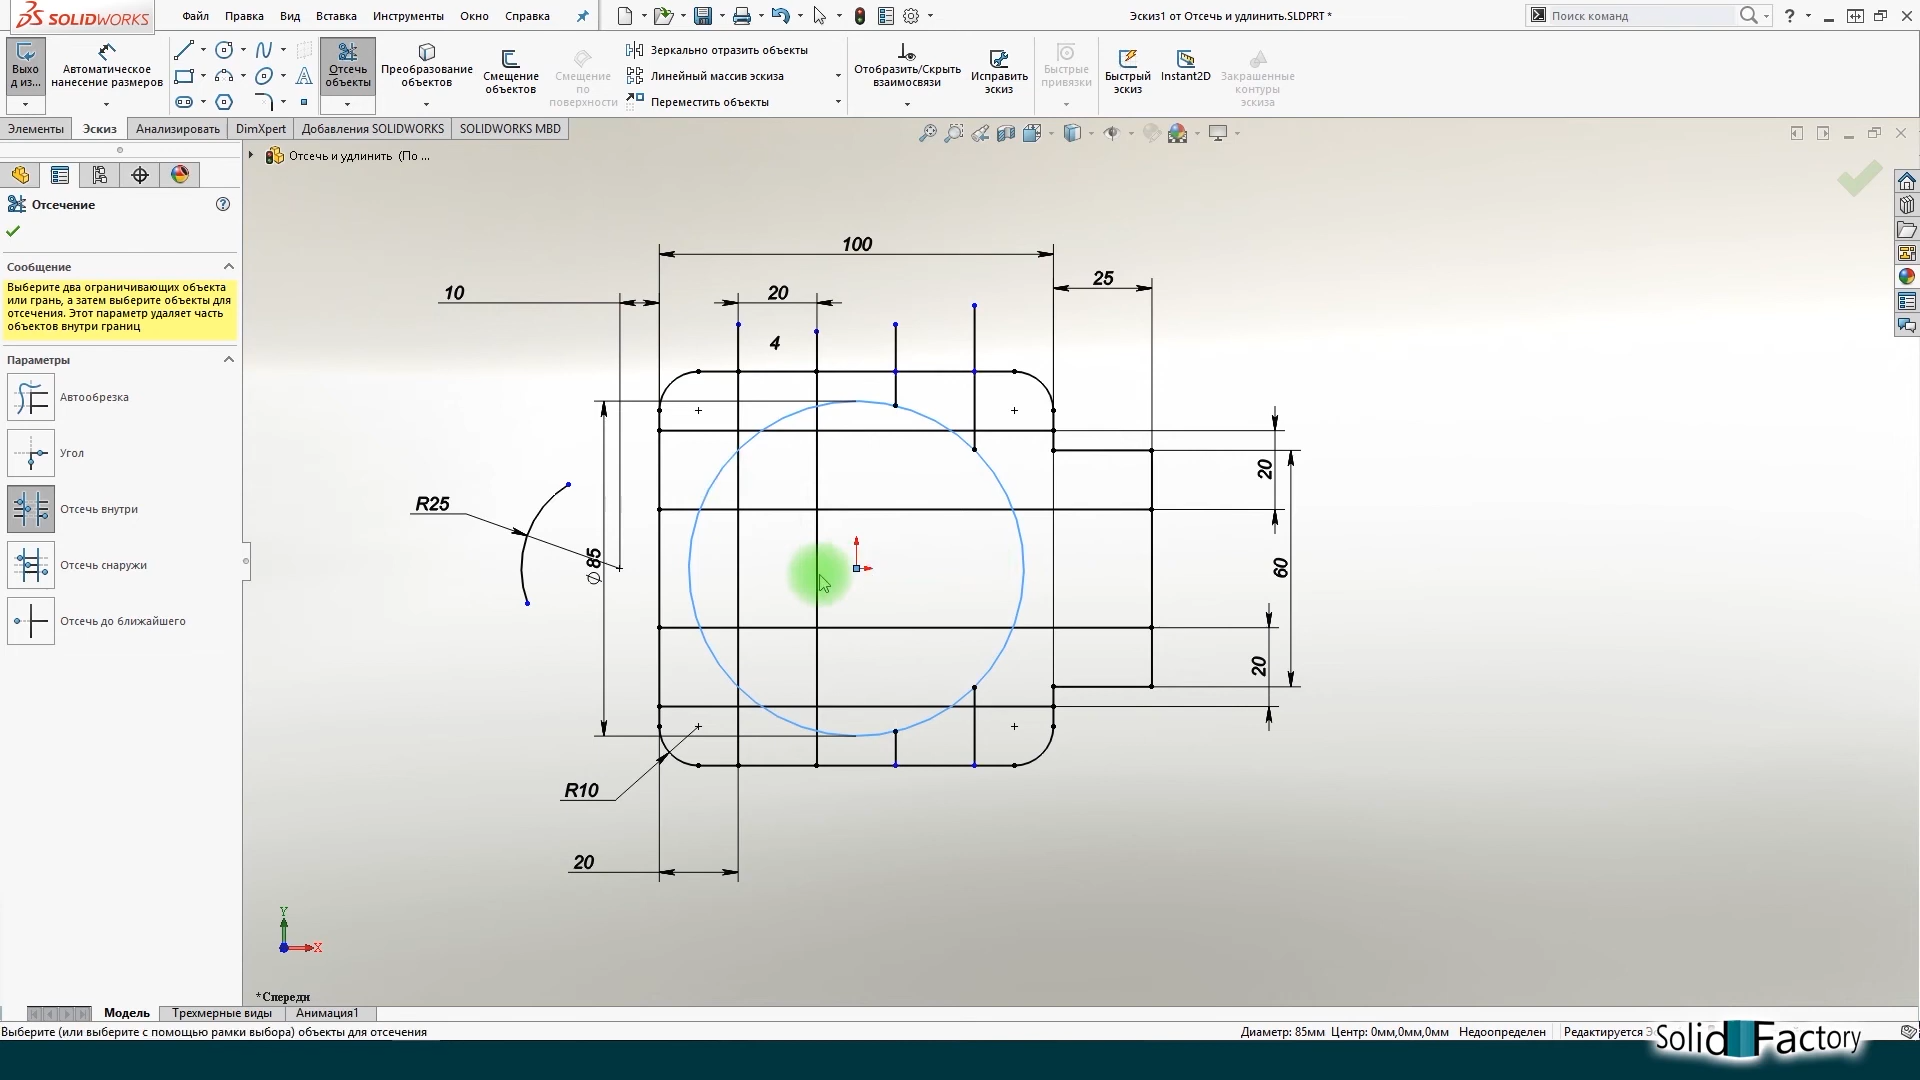 SOLIDWORKS
Файл Правка Вид Вставка Инструменты Окно Справка
Эскиз1 от Отсечь и удлинить.SLDPRT *
Поиск команд
Выхо
д из...
Автоматическое
нанесение размеров
Отсечь
объекты
Преобразование
объектов
Смещение
объектов
Смещение
по
поверхности
Зеркально отразить объекты
Линейный массив эскиза
Переместить объекты
Отобразить/Скрыть
взаимосвязи
Исправить
эскиз
Быстрые
привязки
Быстрый
эскиз
Instant2D
Закрашенные
контуры
эскиза
Элементы Эскиз Анализировать DimXpert Добавления SOLIDWORKS SOLIDWORKS MBD
Отсечь и удлинить (По ...
Отсечение
Сообщение
Выберите два ограничивающих объекта
или грань, а затем выберите объекты для
отсечения. Этот параметр удаляет часть
объектов внутри границ
Параметры
Автообрезка
Угол
Отсечь внутри
Отсечь снаружи
Отсечь до ближайшего
100
25
10
20
4
20
R25
∅85
60
20
R10
20
Y
X
*Спереди
Модель Трехмерные виды Анимация1
Выберите (или выберите с помощью рамки выбора) объекты для отсечения
Диаметр: 85мм Центр: 0мм,0мм,0мм Недоопределен Редактируется
Solid Factory